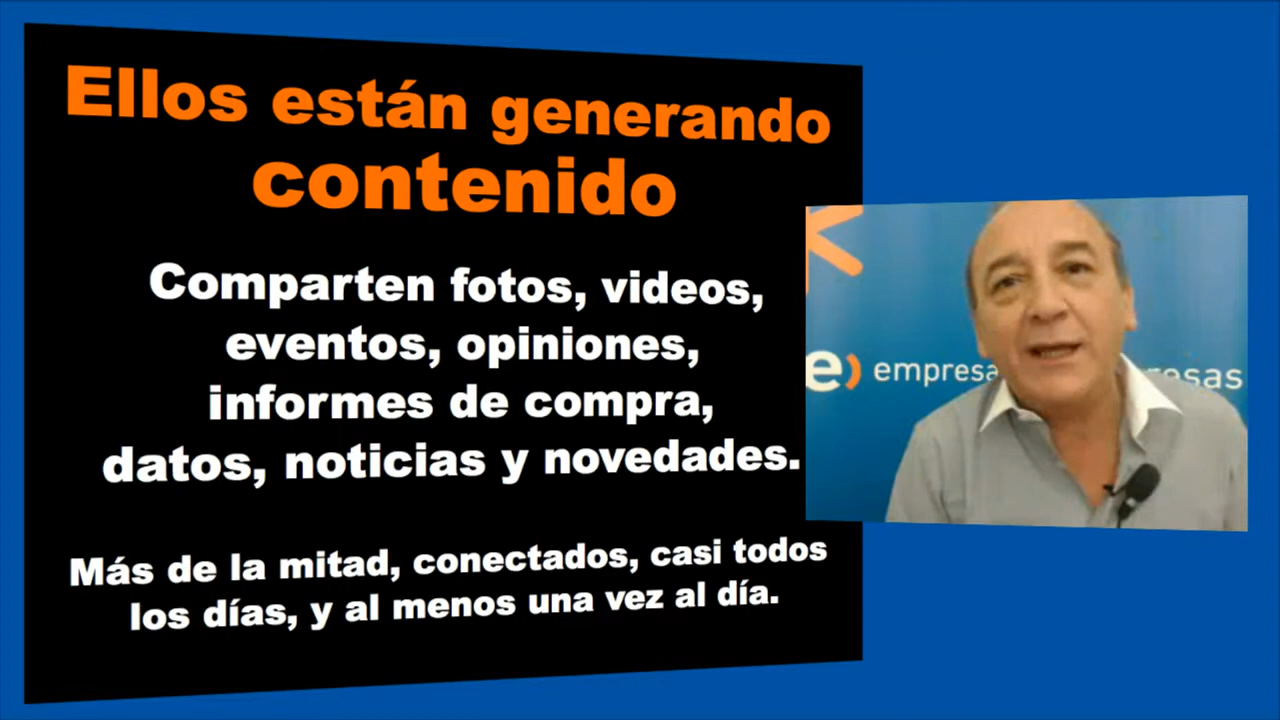 Ellos están generando
contenido
Comparten fotos, videos,
eventos, opiniones,
informes de compra,
datos, noticias y novedades.
Más de la mitad, conectados, casi todos
los días, y al menos una vez al día.
e) empresa
resas